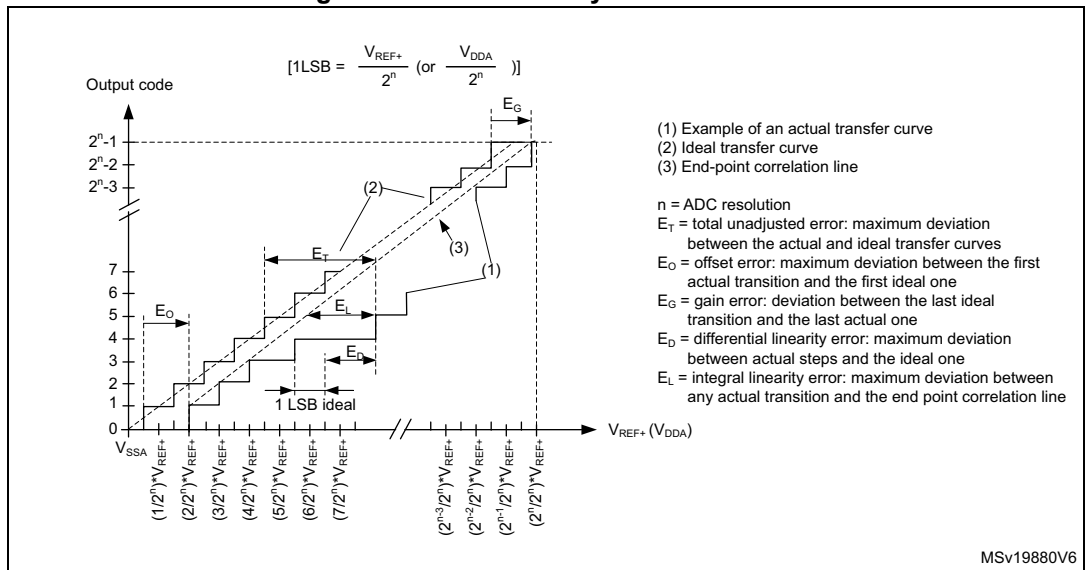 [1LSB = V_REF+ / 2^n (or V_DDA / 2^n )]
Output code
E_G
2^n-1
2^n-2
2^n-3
(2)
(3)
(1)
7
6
5
4
3
2
1
0
E_T
E_O
E_L
E_D
1 LSB ideal
V_SSA
(1/2^n)*V_REF+
(2/2^n)*V_REF+
(3/2^n)*V_REF+
(4/2^n)*V_REF+
(5/2^n)*V_REF+
(6/2^n)*V_REF+
(7/2^n)*V_REF+
(2^n-3/2^n)*V_REF+
(2^n-2/2^n)*V_REF+
(2^n-1/2^n)*V_REF+
(2^n/2^n)*V_REF+
V_REF+ (V_DDA)
(1) Example of an actual transfer curve
(2) Ideal transfer curve
(3) End-point correlation line
n = ADC resolution
E_T = total unadjusted error: maximum deviation
between the actual and ideal transfer curves
E_O = offset error: maximum deviation between the first
actual transition and the first ideal one
E_G = gain error: deviation between the last ideal
transition and the last actual one
E_D = differential linearity error: maximum deviation
between actual steps and the ideal one
E_L = integral linearity error: maximum deviation between
any actual transition and the end point correlation line
MSv19880V6